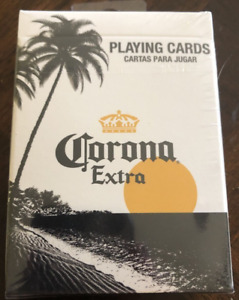 PLAYING CARDS
CARTAS PARA JUGAR
Corona
Extra